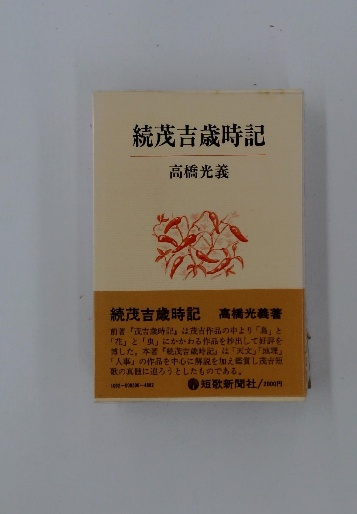 続茂吉歳時記
高橋光義
続茂吉歳時記 高橋光義著
前著『茂吉歳時記』は茂吉作品の中より「鳥」と
「花」と「虫」にかかわる作品を抄出して好評を
博した。本著『続茂吉歳時記』は「天文」「地理」
「人事」の作品を中心に解説を加え鑑賞し茂吉短
歌の真髄に迫ろうとしたものである。
短歌新聞社/2000円